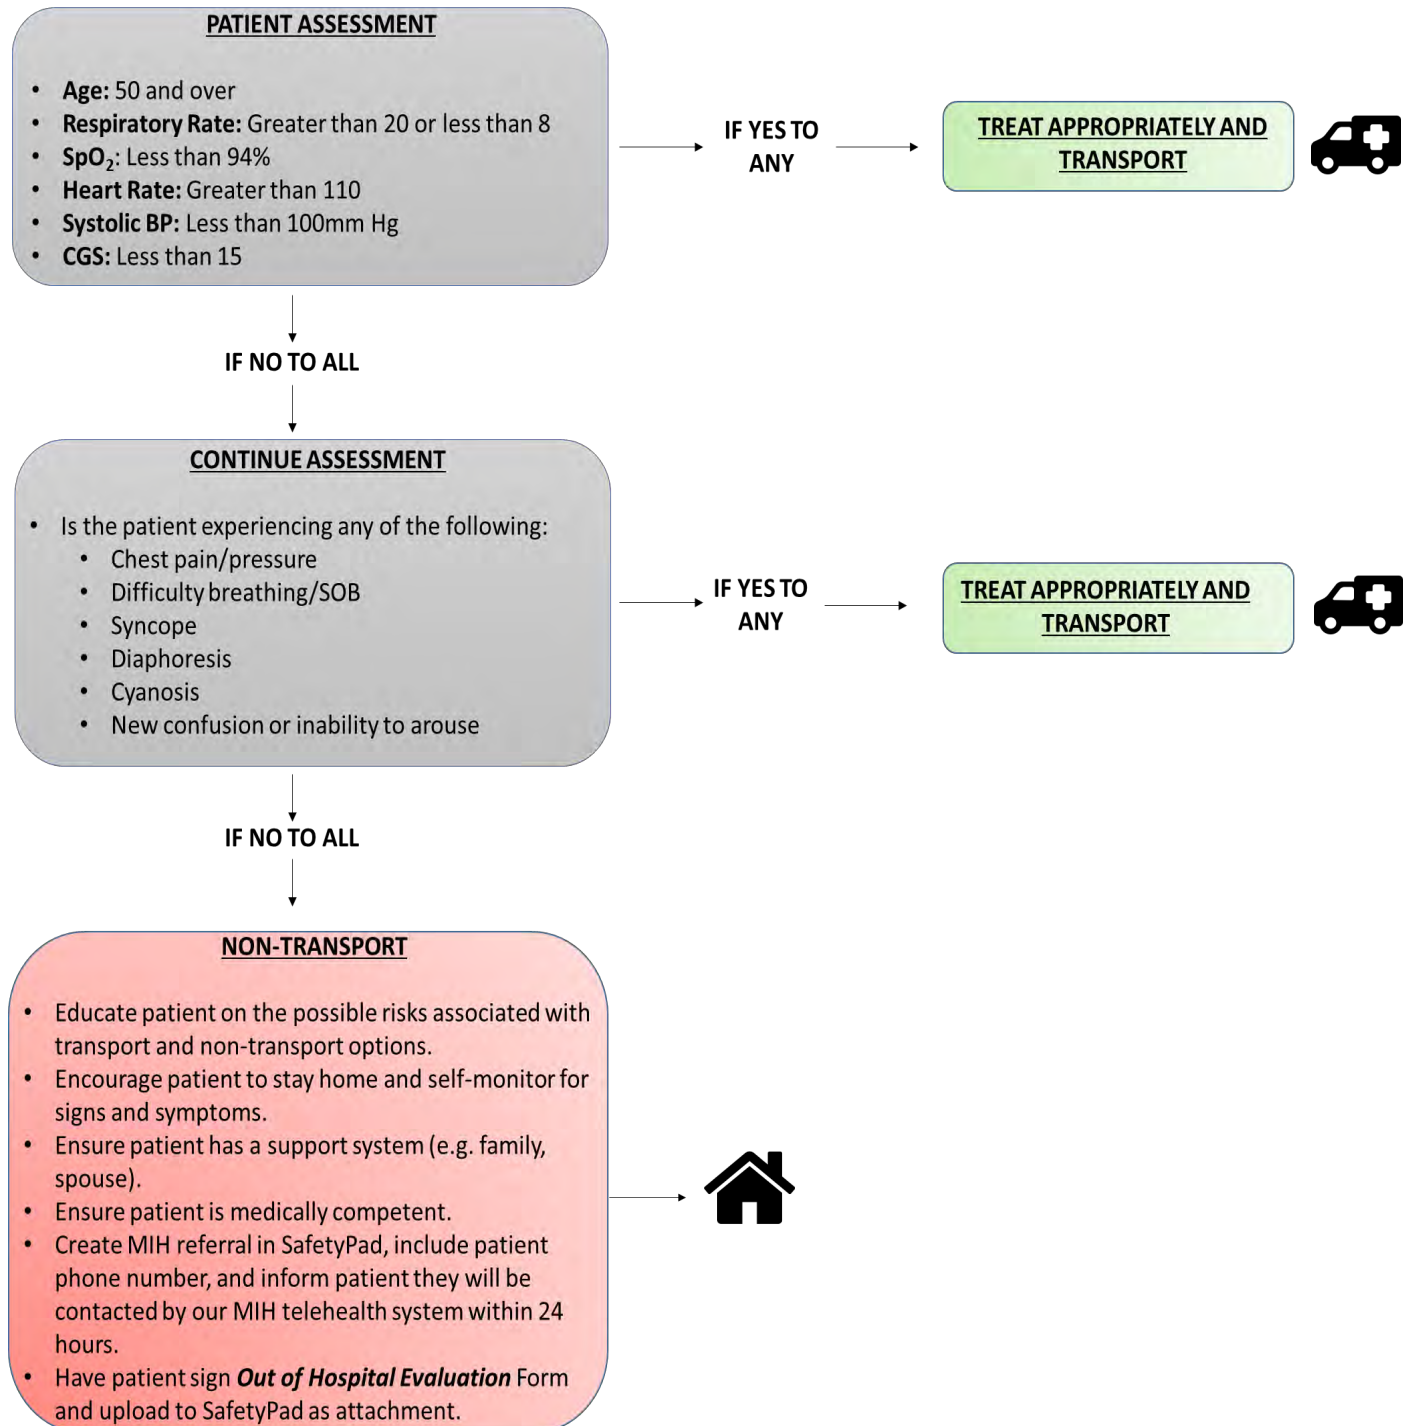 PATIENT ASSESSMENT
• Age: 50 and over
• Respiratory Rate: Greater than 20 or less than 8
• SpO₂: Less than 94%
• Heart Rate: Greater than 110
• Systolic BP: Less than 100mm Hg
• CGS: Less than 15
IF YES TO
ANY
TREAT APPROPRIATELY AND
TRANSPORT
IF NO TO ALL
CONTINUE ASSESSMENT
• Is the patient experiencing any of the following:
• Chest pain/pressure
• Difficulty breathing/SOB
• Syncope
• Diaphoresis
• Cyanosis
• New confusion or inability to arouse
IF YES TO
ANY
TREAT APPROPRIATELY AND
TRANSPORT
IF NO TO ALL
NON-TRANSPORT
• Educate patient on the possible risks associated with
transport and non-transport options.
• Encourage patient to stay home and self-monitor for
signs and symptoms.
• Ensure patient has a support system (e.g. family,
spouse).
• Ensure patient is medically competent.
• Create MIH referral in SafetyPad, include patient
phone number, and inform patient they will be
contacted by our MIH telehealth system within 24
hours.
• Have patient sign Out of Hospital Evaluation Form
and upload to SafetyPad as attachment.